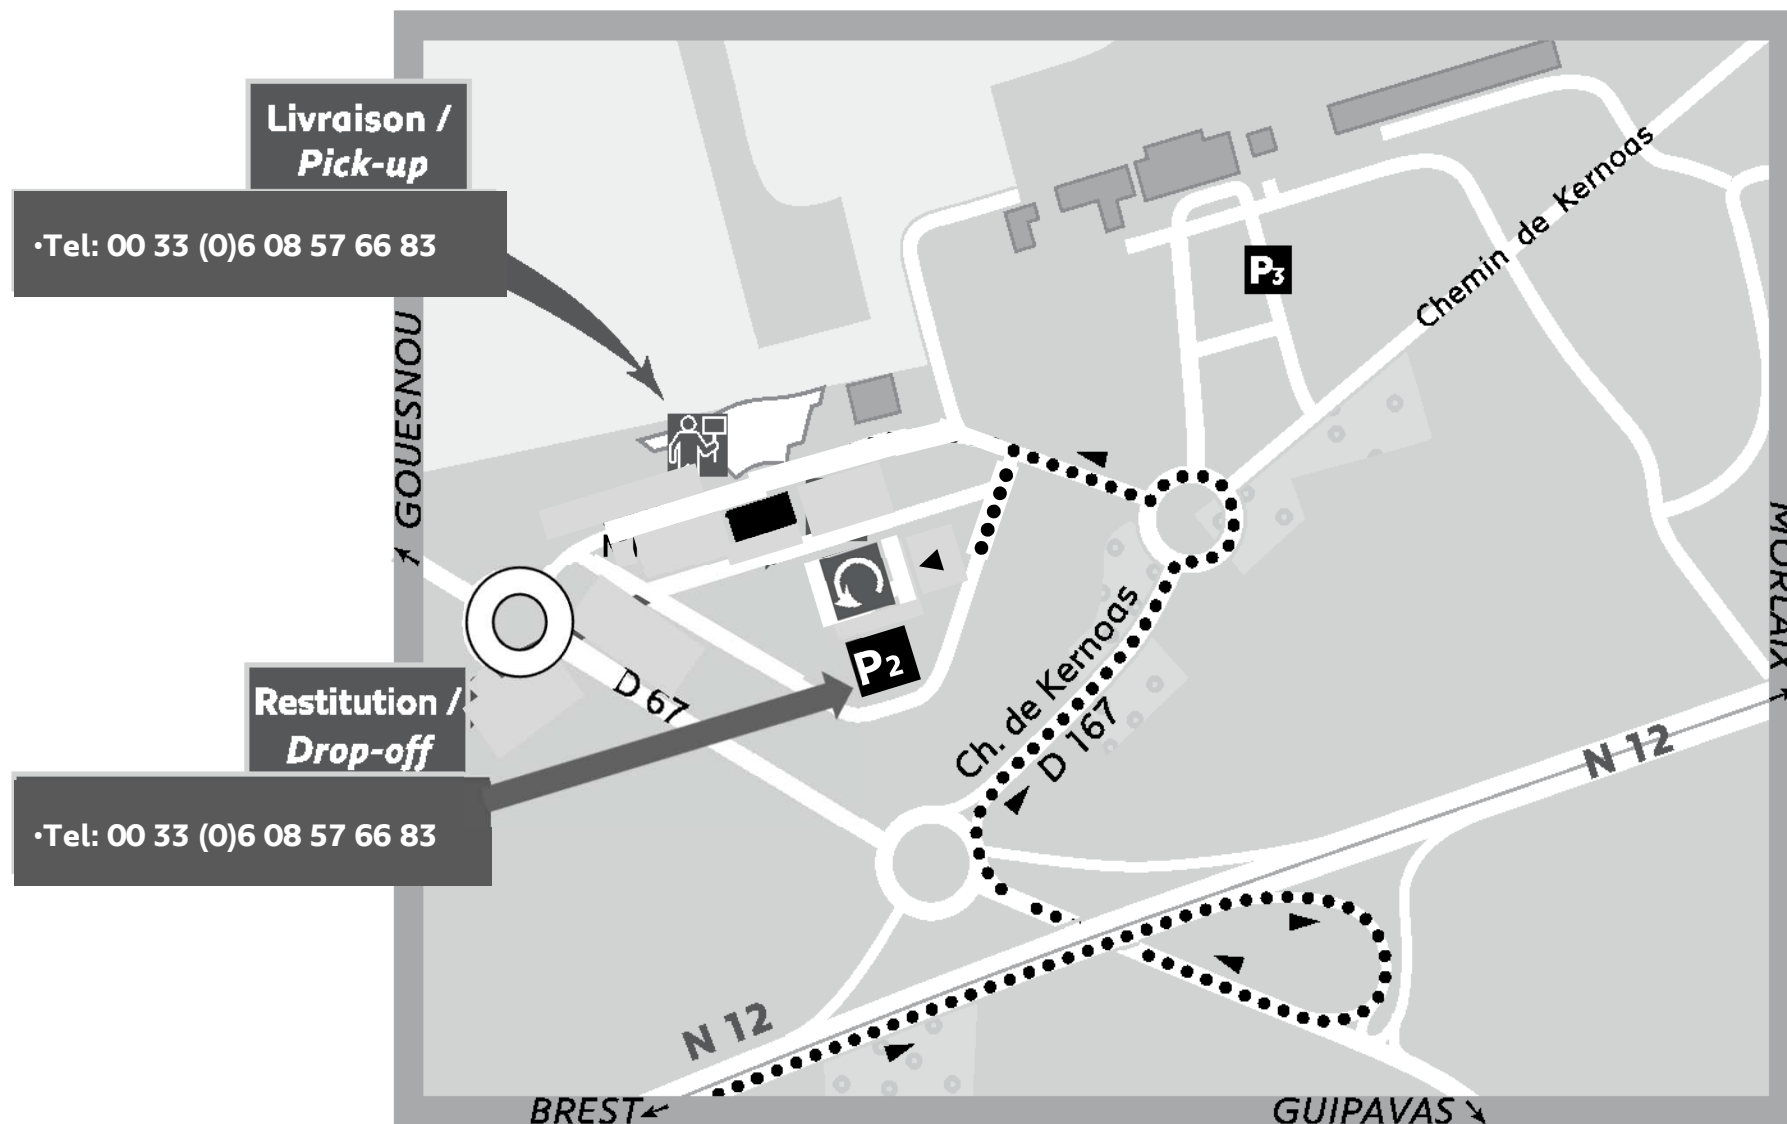 Livraison /
Pick-up
•Tel: 00 33 (0)6 08 57 66 83
GOUESNOU
P3
Chemin de Kernoas
MORLAIX
P2
D 67
Restitution /
Drop-off
•Tel: 00 33 (0)6 08 57 66 83
Ch. de Kernoas
D 167
N 12
N 12
BREST
GUIPAVAS